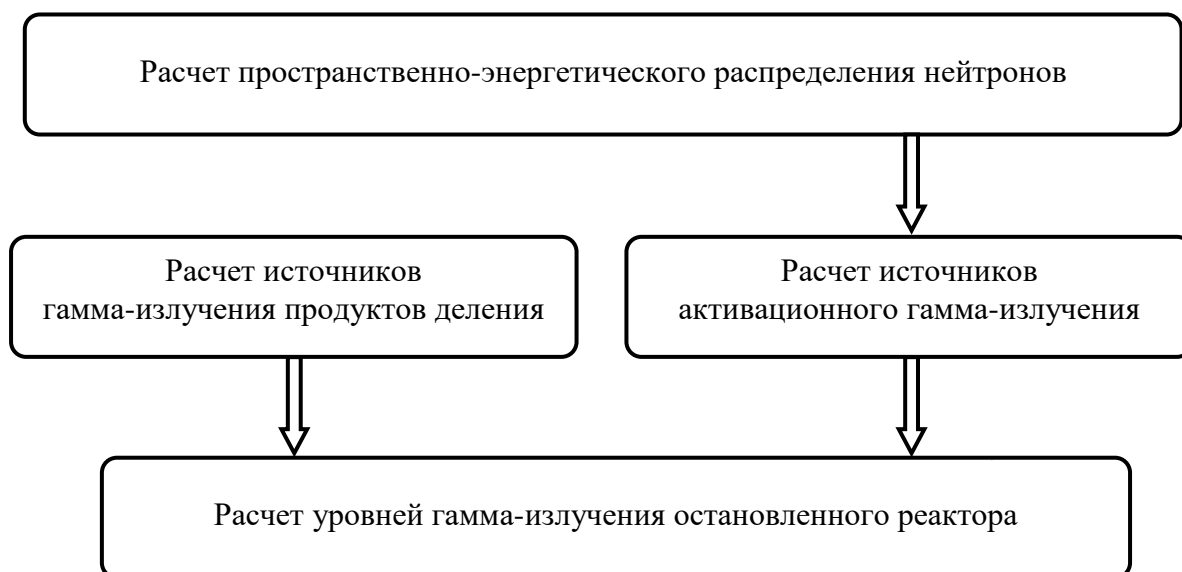 Расчет пространственно-энергетического распределения нейтронов
Расчет источников
гамма-излучения продуктов деления
Расчет источников
активационного гамма-излучения
Расчет уровней гамма-излучения остановленного реактора